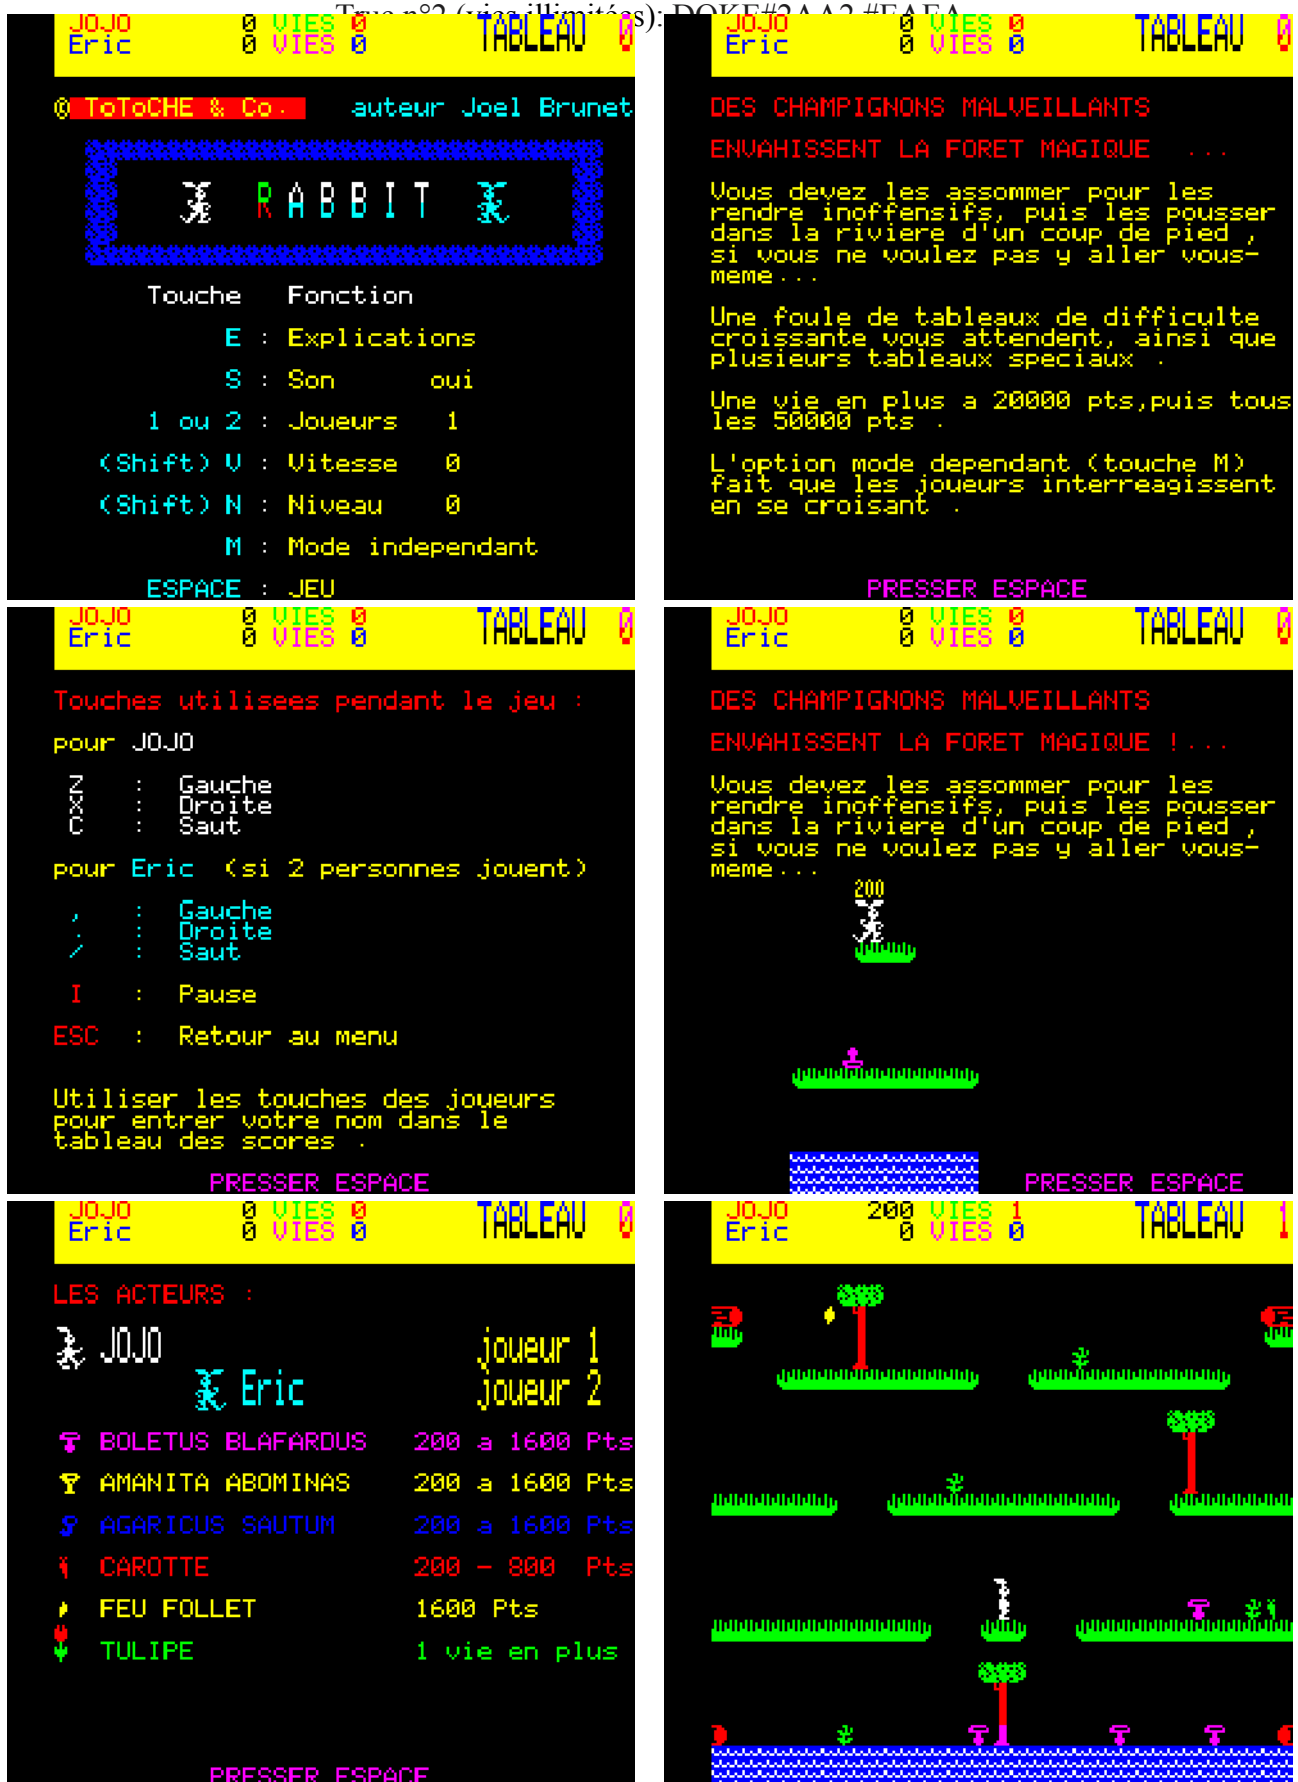 Truc n°2 (vies illimitées): DOKE#2AA2,#EAEA
JOJO 0 VIES 0
Eric 0 VIES 0 TABLEAU 0
© ToToCHE & Co. auteur Joel Brunet
RABBIT
Touche Fonction
E : Explications
S : Son oui
1 ou 2 : Joueurs 1
(Shift) V : Vitesse 0
(Shift) N : Niveau 0
M : Mode independant
ESPACE : JEU
JOJO 0 VIES 0
Eric 0 VIES 0 TABLEAU 0
DES CHAMPIGNONS MALVEILLANTS
ENVAHISSENT LA FORET MAGIQUE ...
Vous devez les assommer pour les
rendre inoffensifs, puis les pousser
dans la riviere d'un coup de pied ,
si vous ne voulez pas y aller vous-
meme...
Une foule de tableaux de difficulte
croissante vous attendent, ainsi que
plusieurs tableaux speciaux .
Une vie en plus a 20000 pts,puis tous
les 50000 pts .
L'option mode dependant (touche M)
fait que les joueurs interreagissent
en se croisant .
PRESSER ESPACE
JOJO 0 VIES 0
Eric 0 VIES 0 TABLEAU 0
Touches utilisees pendant le jeu :
pour JOJO
Z : Gauche
X : Droite
C : Saut
pour Eric (si 2 personnes jouent)
, : Gauche
. : Droite
/ : Saut
I : Pause
ESC : Retour au menu
Utiliser les touches des joueurs
pour entrer votre nom dans le
tableau des scores .
PRESSER ESPACE
JOJO 0 VIES 0
Eric 0 VIES 0 TABLEAU 0
DES CHAMPIGNONS MALVEILLANTS
ENVAHISSENT LA FORET MAGIQUE !...
Vous devez les assommer pour les
rendre inoffensifs, puis les pousser
dans la riviere d'un coup de pied ,
si vous ne voulez pas y aller vous-
meme...
200
PRESSER ESPACE
JOJO 0 VIES 0
Eric 0 VIES 0 TABLEAU 0
LES ACTEURS :
JOJO joueur 1
Eric joueur 2
BOLETUS BLAFARDUS 200 a 1600 Pts
AMANITA ABOMINAS 200 a 1600 Pts
AGARICUS SAUTUM 200 a 1600 Pts
CAROTTE 200 - 800 Pts
FEU FOLLET 1600 Pts
TULIPE 1 vie en plus
PRESSER ESPACE
JOJO 200 VIES 1
Eric 0 VIES 0 TABLEAU 1